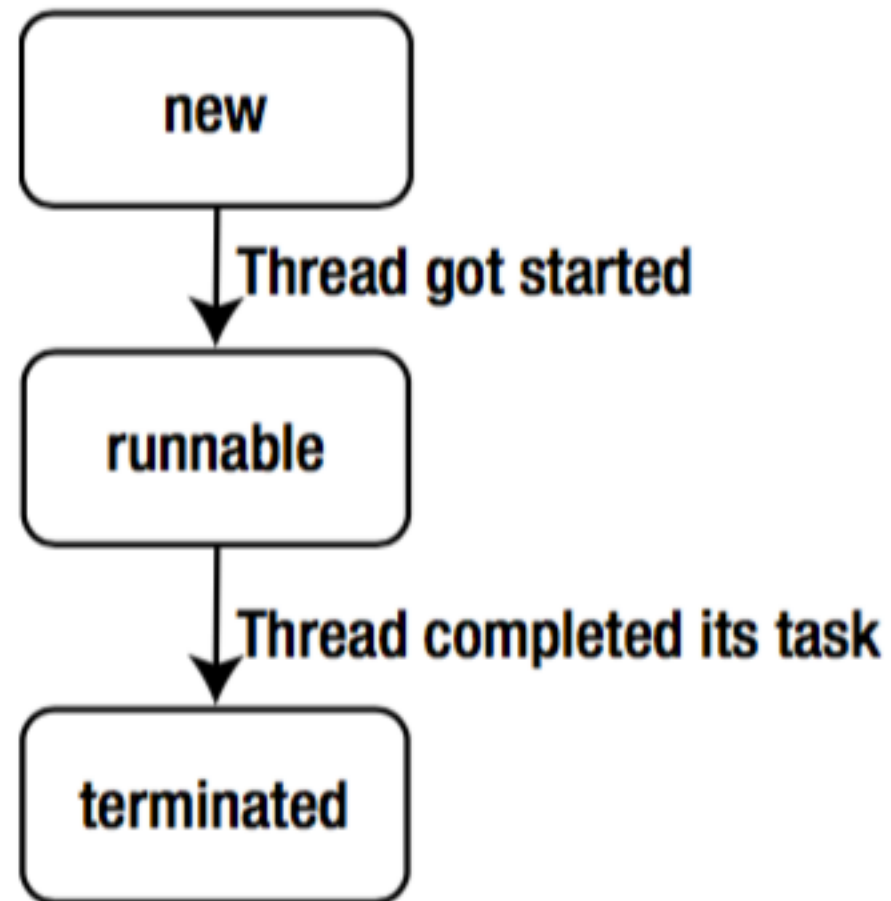 new
Thread got started
runnable
Thread completed its task
terminated